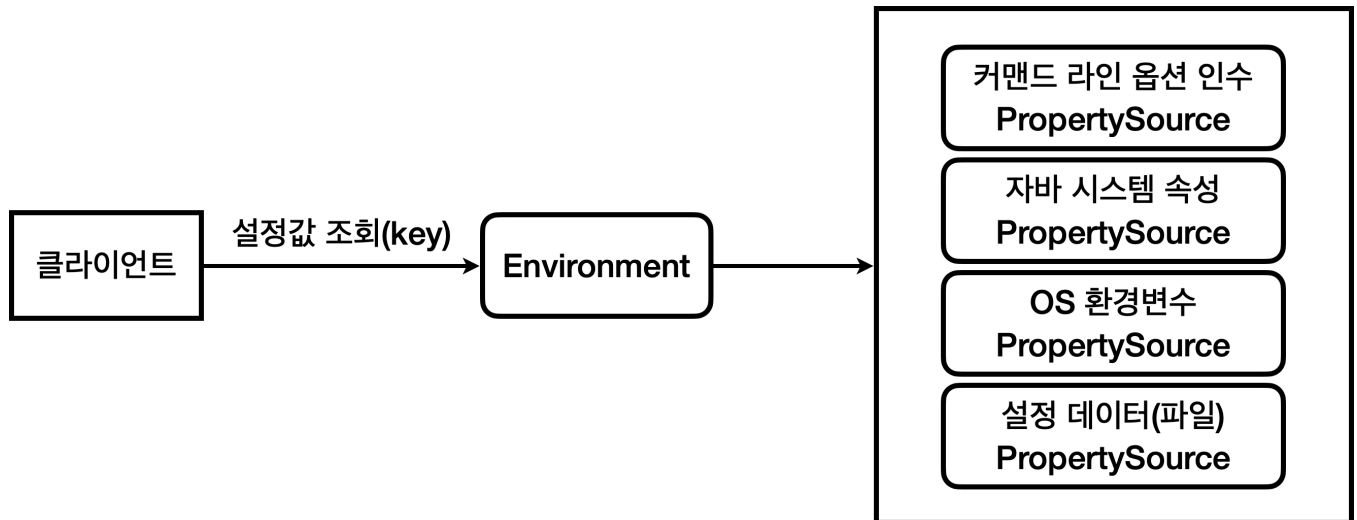 클라이언트
설정값 조회(key)
Environment
커맨드 라인 옵션 인수
PropertySource
자바 시스템 속성
PropertySource
OS 환경변수
PropertySource
설정 데이터(파일)
PropertySource